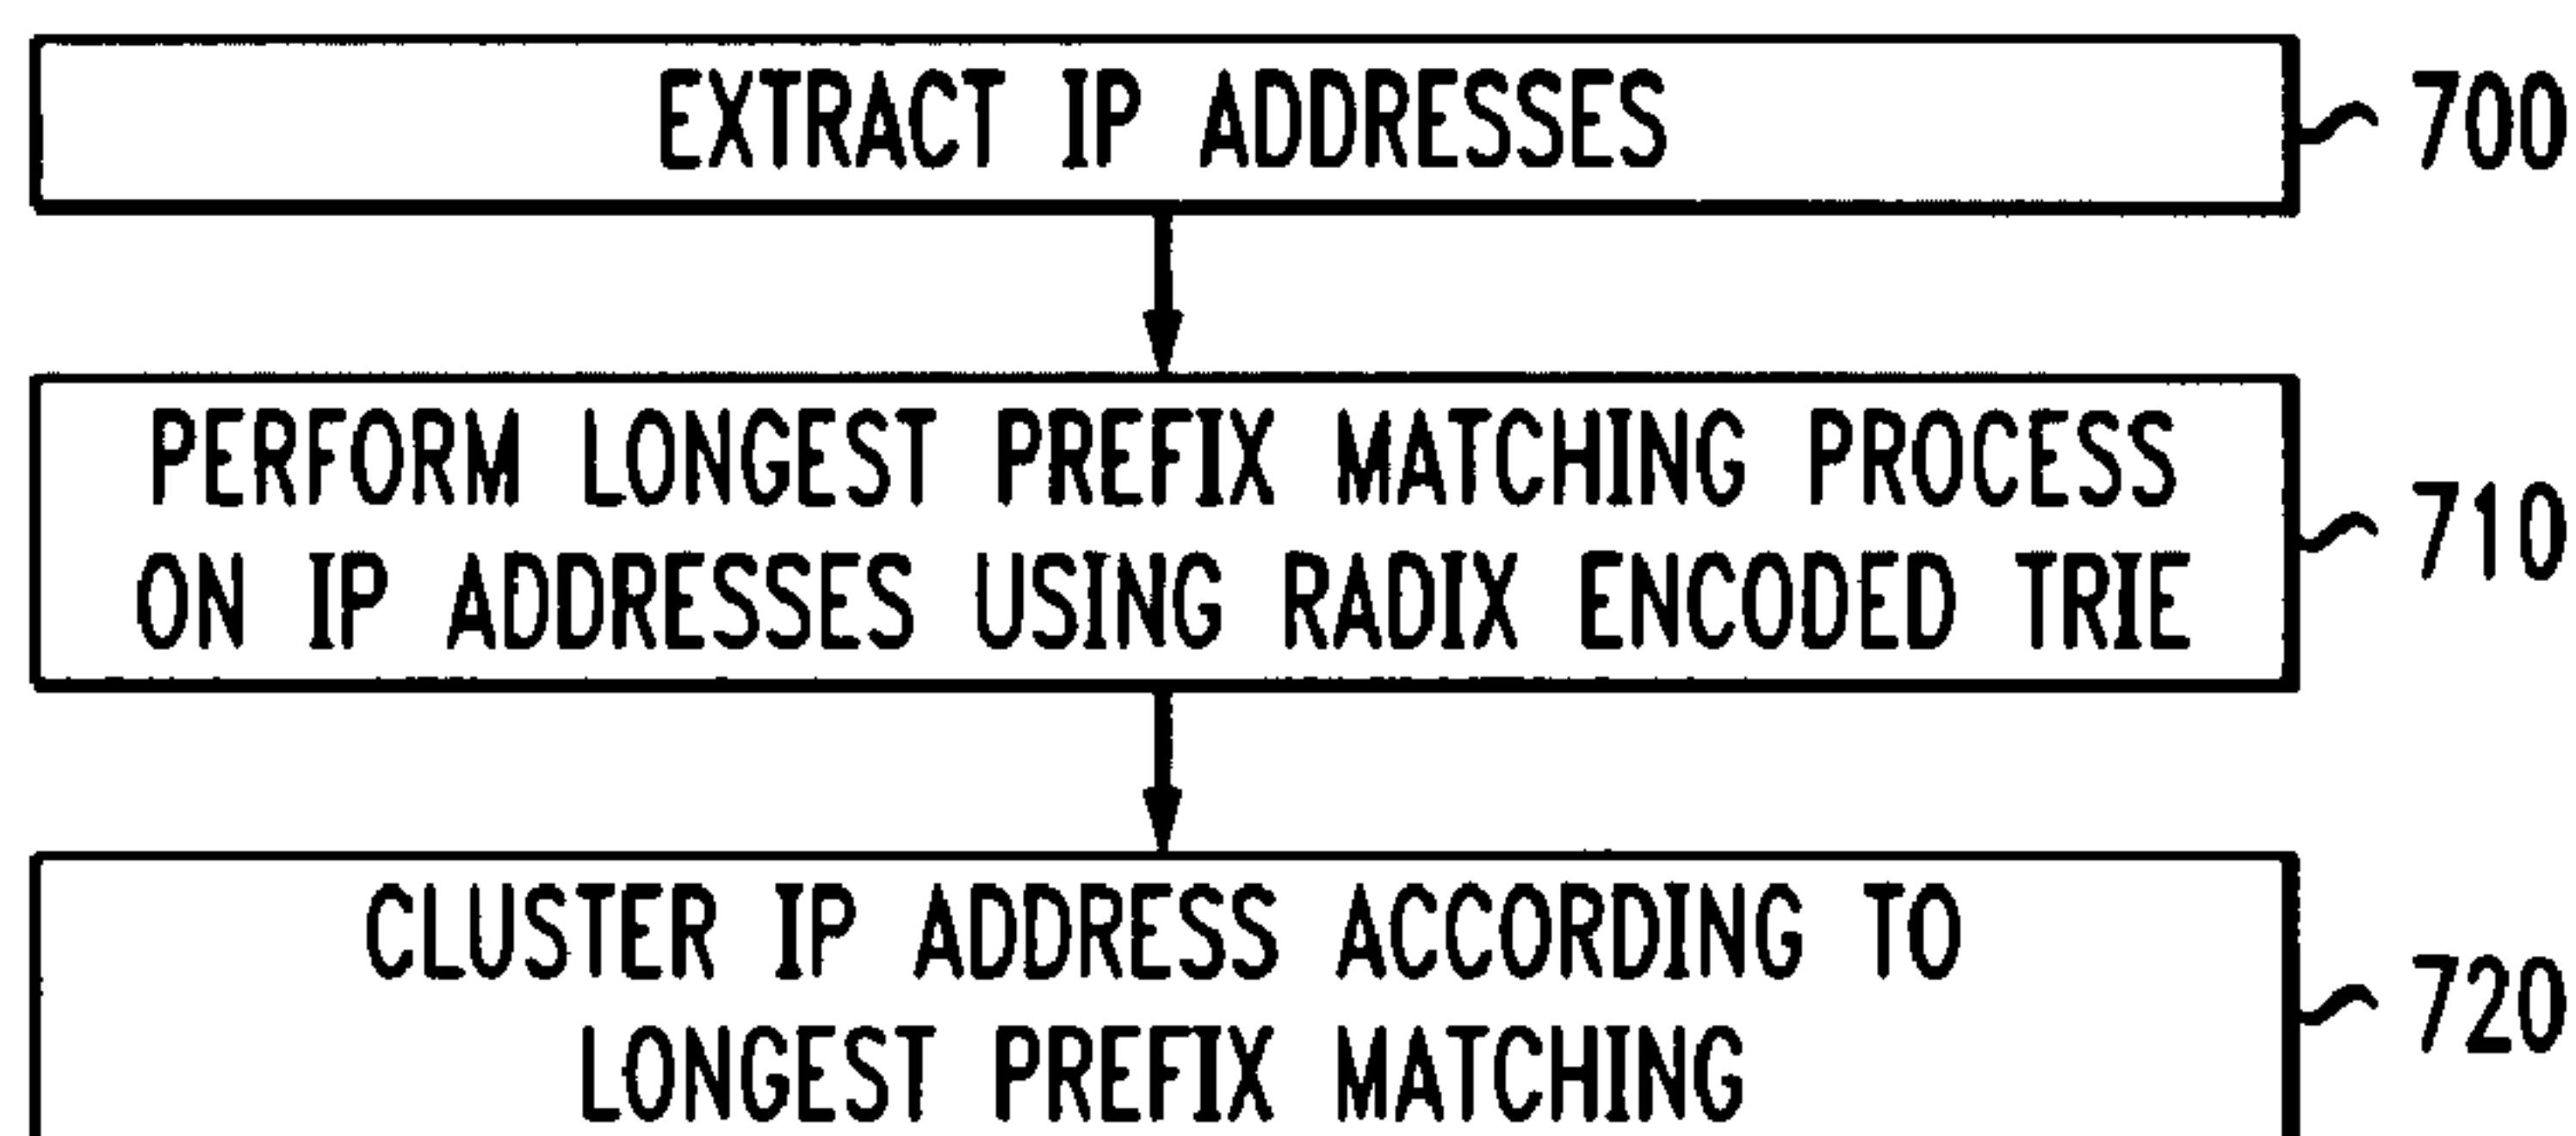 EXTRACT IP ADDRESSES
700
PERFORM LONGEST PREFIX MATCHING PROCESS
ON IP ADDRESSES USING RADIX ENCODED TRIE
710
CLUSTER IP ADDRESS ACCORDING TO
LONGEST PREFIX MATCHING
720